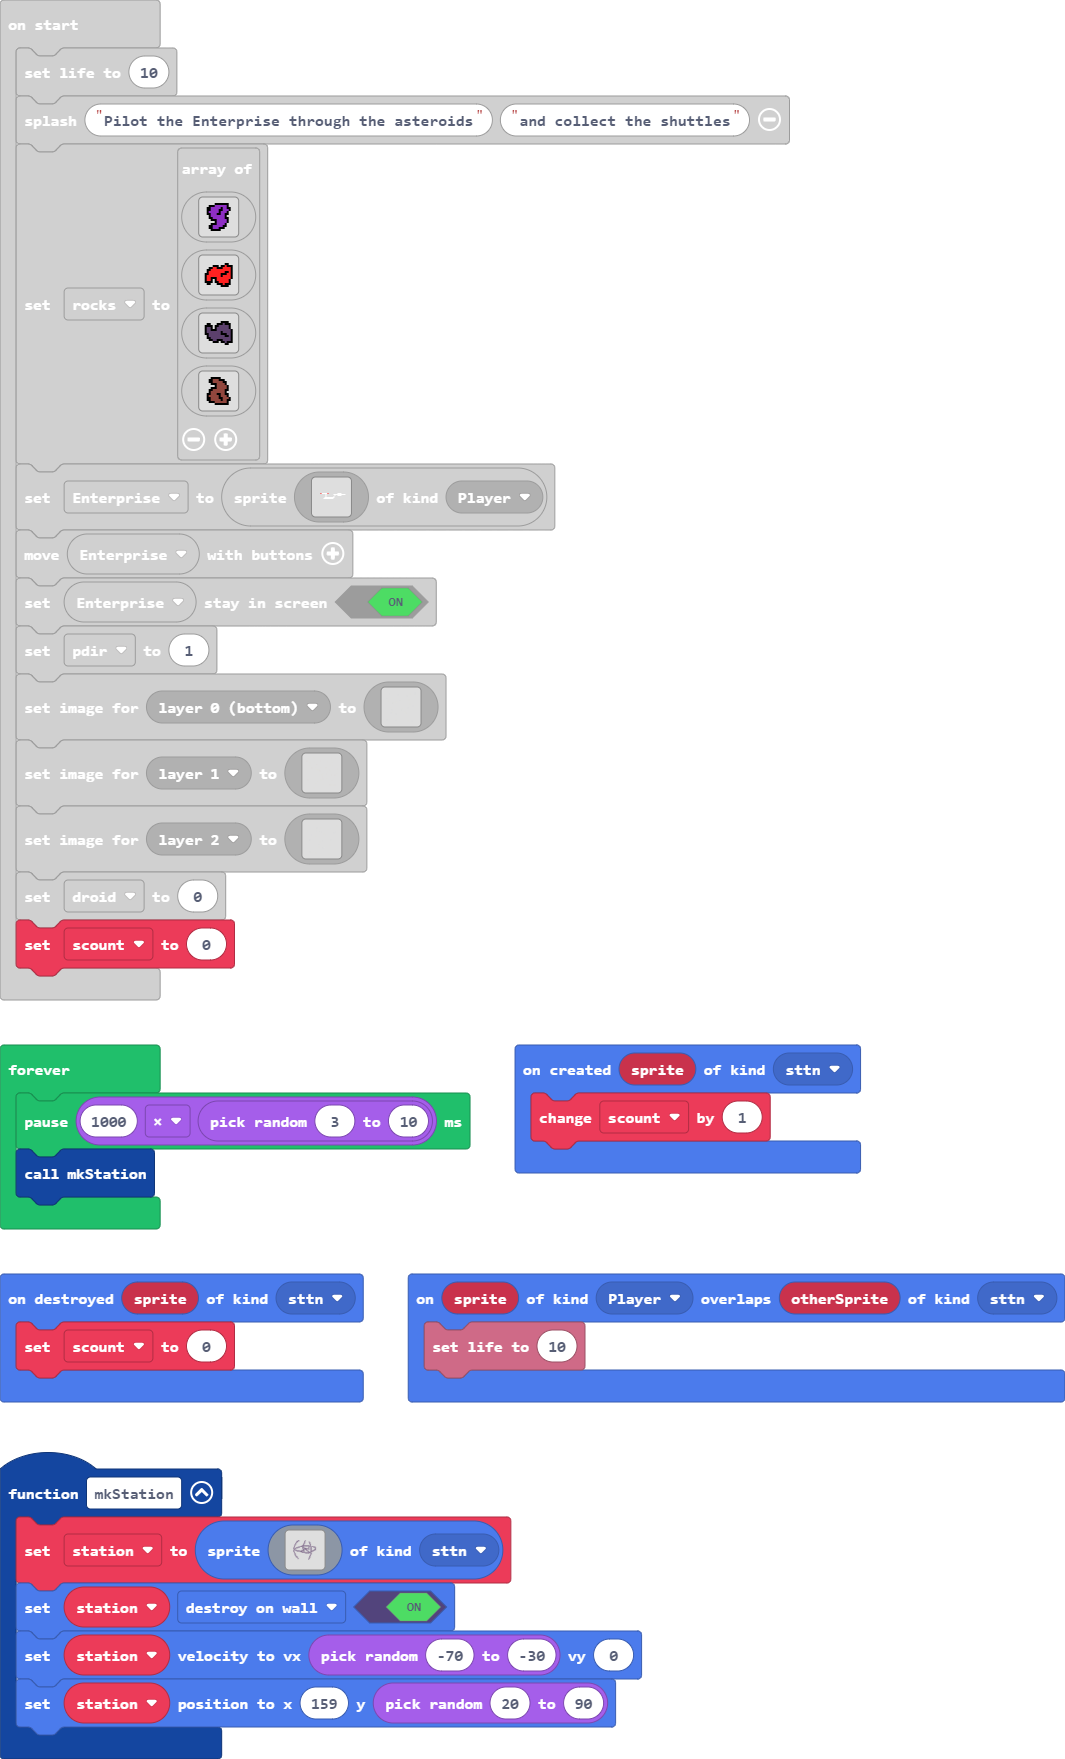 on start
set life to 10
splash "Pilot the Enterprise through the asteroids" "and collect the shuttles"
array of
set rocks to
set Enterprise to sprite of kind Player
move Enterprise with buttons
set Enterprise stay in screen ON
set pdir to 1
set image for layer 0 (bottom) to
set image for layer 1 to
set image for layer 2 to
set droid to 0
set scount to 0
forever
pause 1000 × pick random 3 to 10 ms
call mkStation
on created sprite of kind sttn
change scount by 1
on destroyed sprite of kind sttn
set scount to 0
on sprite of kind Player overlaps otherSprite of kind sttn
set life to 10
function mkStation
set station to sprite of kind sttn
set station destroy on wall ON
set station velocity to vx pick random -70 to -30 vy 0
set station position to x 159 y pick random 20 to 90